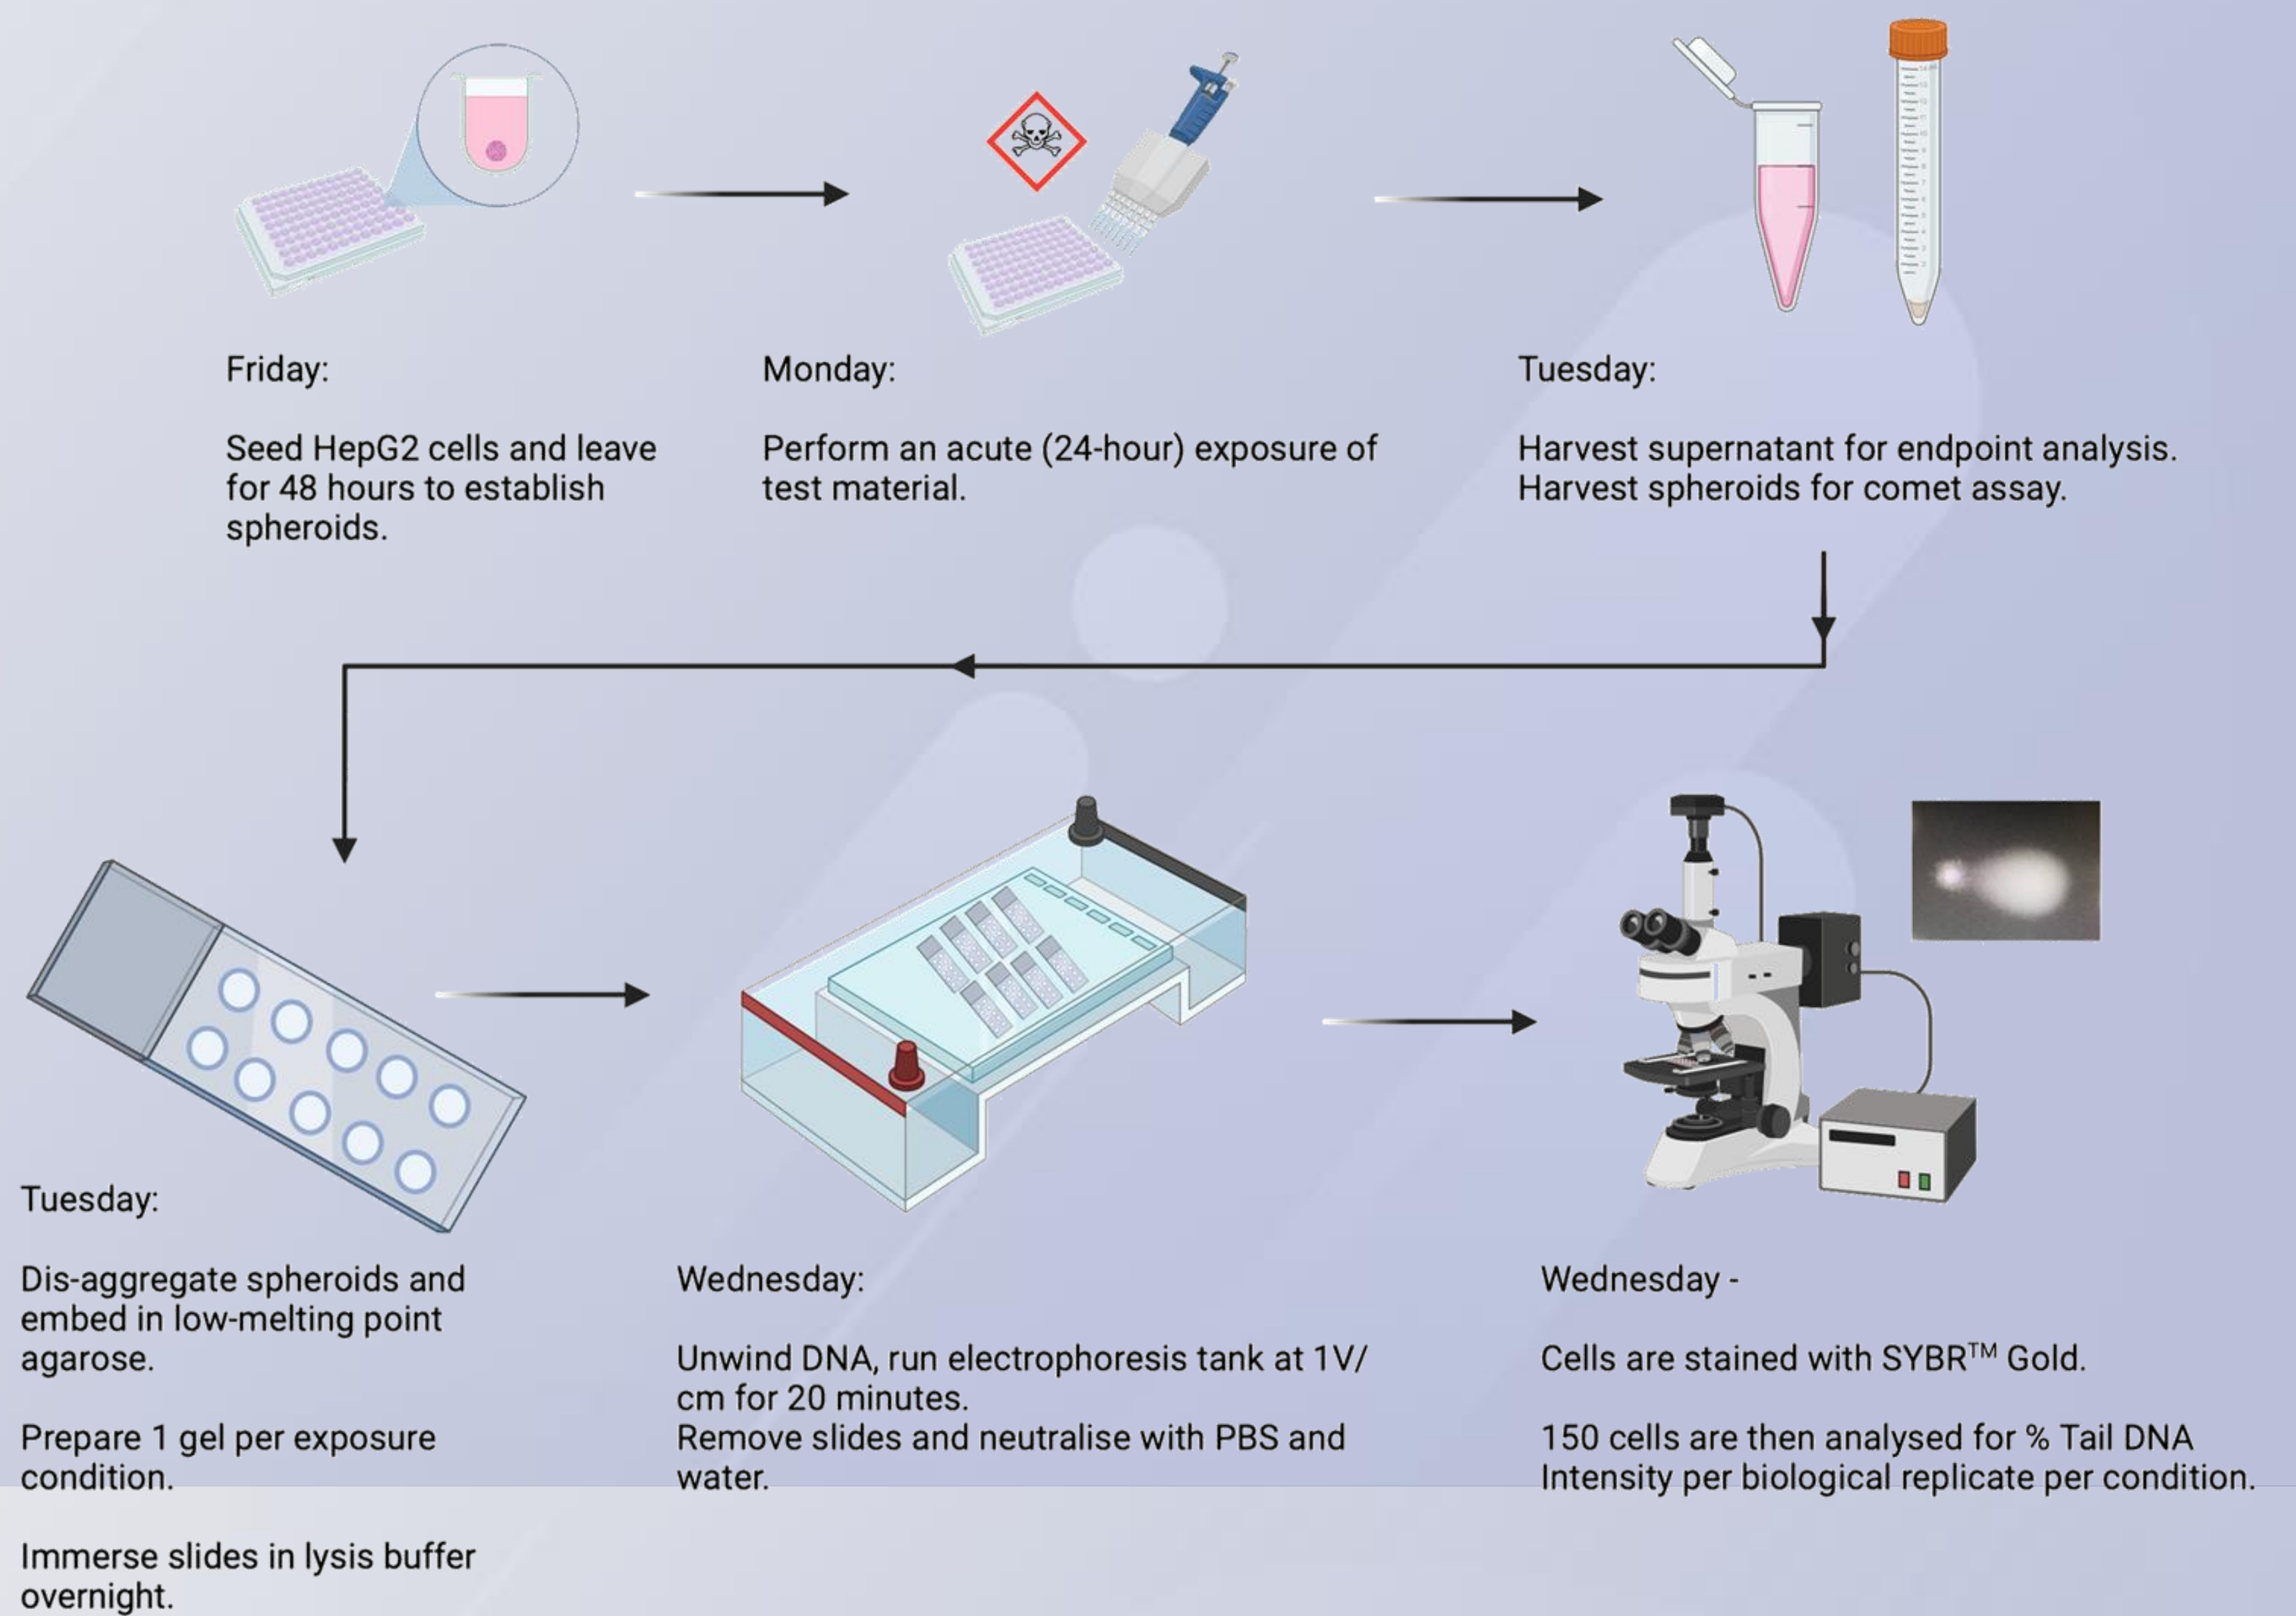 Friday:
Seed HepG2 cells and leave
for 48 hours to establish
spheroids.
Monday:
Perform an acute (24-hour) exposure of
test material.
Tuesday:
Harvest supernatant for endpoint analysis.
Harvest spheroids for comet assay.
Tuesday:
Dis-aggregate spheroids and
embed in low-melting point
agarose.
Prepare 1 gel per exposure
condition.
Immerse slides in lysis buffer
overnight.
Wednesday:
Unwind DNA, run electrophoresis tank at 1V/
cm for 20 minutes.
Remove slides and neutralise with PBS and
water.
Wednesday -
Cells are stained with SYBR™ Gold.
150 cells are then analysed for % Tail DNA
Intensity per biological replicate per condition.